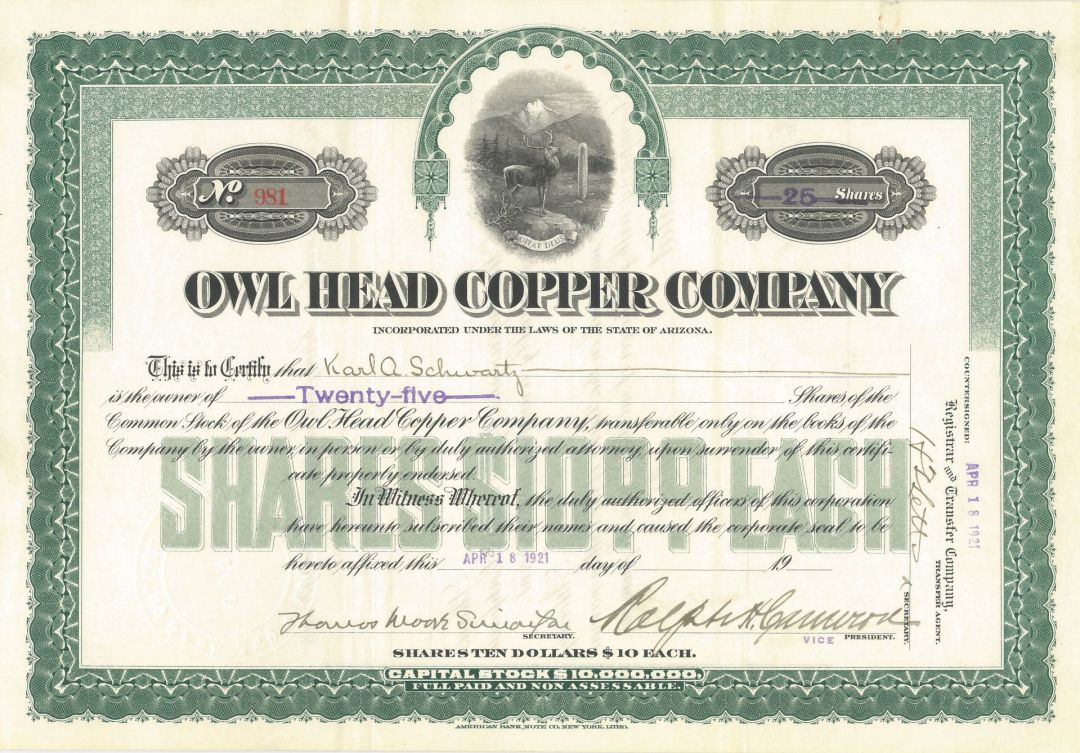 No. 981
25 Shares
DITAT DEUS
OWL HEAD COPPER COMPANY
INCORPORATED UNDER THE LAWS OF THE STATE OF ARIZONA.
This is to Certify that Karl A. Schwartz
is the owner of Twenty-five Shares of the
Common Stock of the Owl Head Copper Company, transferable only on the books of the
Company by the owner in person or by duly authorized attorney, upon surrender of this certifi-
cate properly endorsed.
In Witness Whereof, the duly authorized officers of this corporation
have hereunto subscribed their names and caused the corporate seal to be
hereto affixed this APR 18 1921 day of 19
SHARES $10 PP EACH
Thomas SECRETARY.
Ralph H. Cameron VICE PRESIDENT.
SHARES TEN DOLLARS $10 EACH.
CAPITAL STOCK $10,000,000,
FULL PAID AND NON ASSESSABLE.
AMERICAN BANK NOTE CO. NEW YORK, LITHO.
COUNTERSIGNED: APR 18 1921
Registrar and Transfer Company,
TRANSFER AGENT.
SECRETARY.